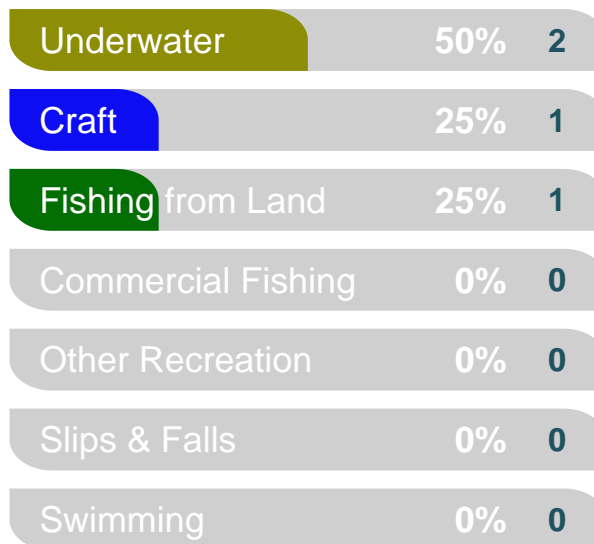 Underwater 50% 2
Craft 25% 1
Fishing from Land 25% 1
Commercial Fishing 0% 0
Other Recreation 0% 0
Slips & Falls 0% 0
Swimming 0% 0